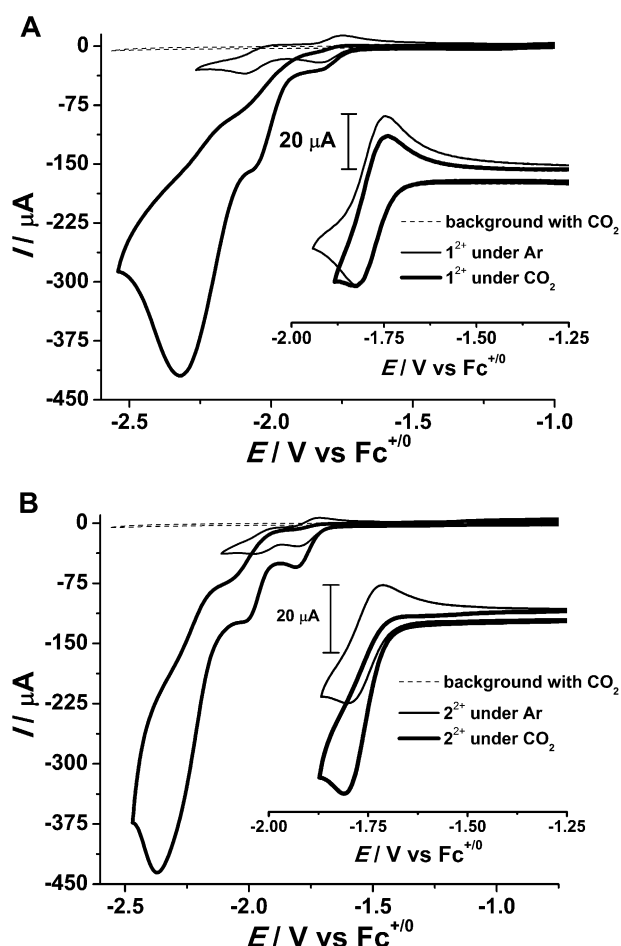 A
0
-75
-150
-225
-300
-375
-450
I / μA
20 μA
background with CO₂
1²⁺ under Ar
1²⁺ under CO₂
-2.00 -1.75 -1.50 -1.25
E / V vs Fc⁺/⁰
-2.5 -2.0 -1.5 -1.0
E / V vs Fc⁺/⁰
B
0
-75
-150
-225
-300
-375
-450
I / μA
20 μA
background with CO₂
2²⁺ under Ar
2²⁺ under CO₂
-2.00 -1.75 -1.50 -1.25
E / V vs Fc⁺/⁰
-2.5 -2.0 -1.5 -1.0
E / V vs Fc⁺/⁰